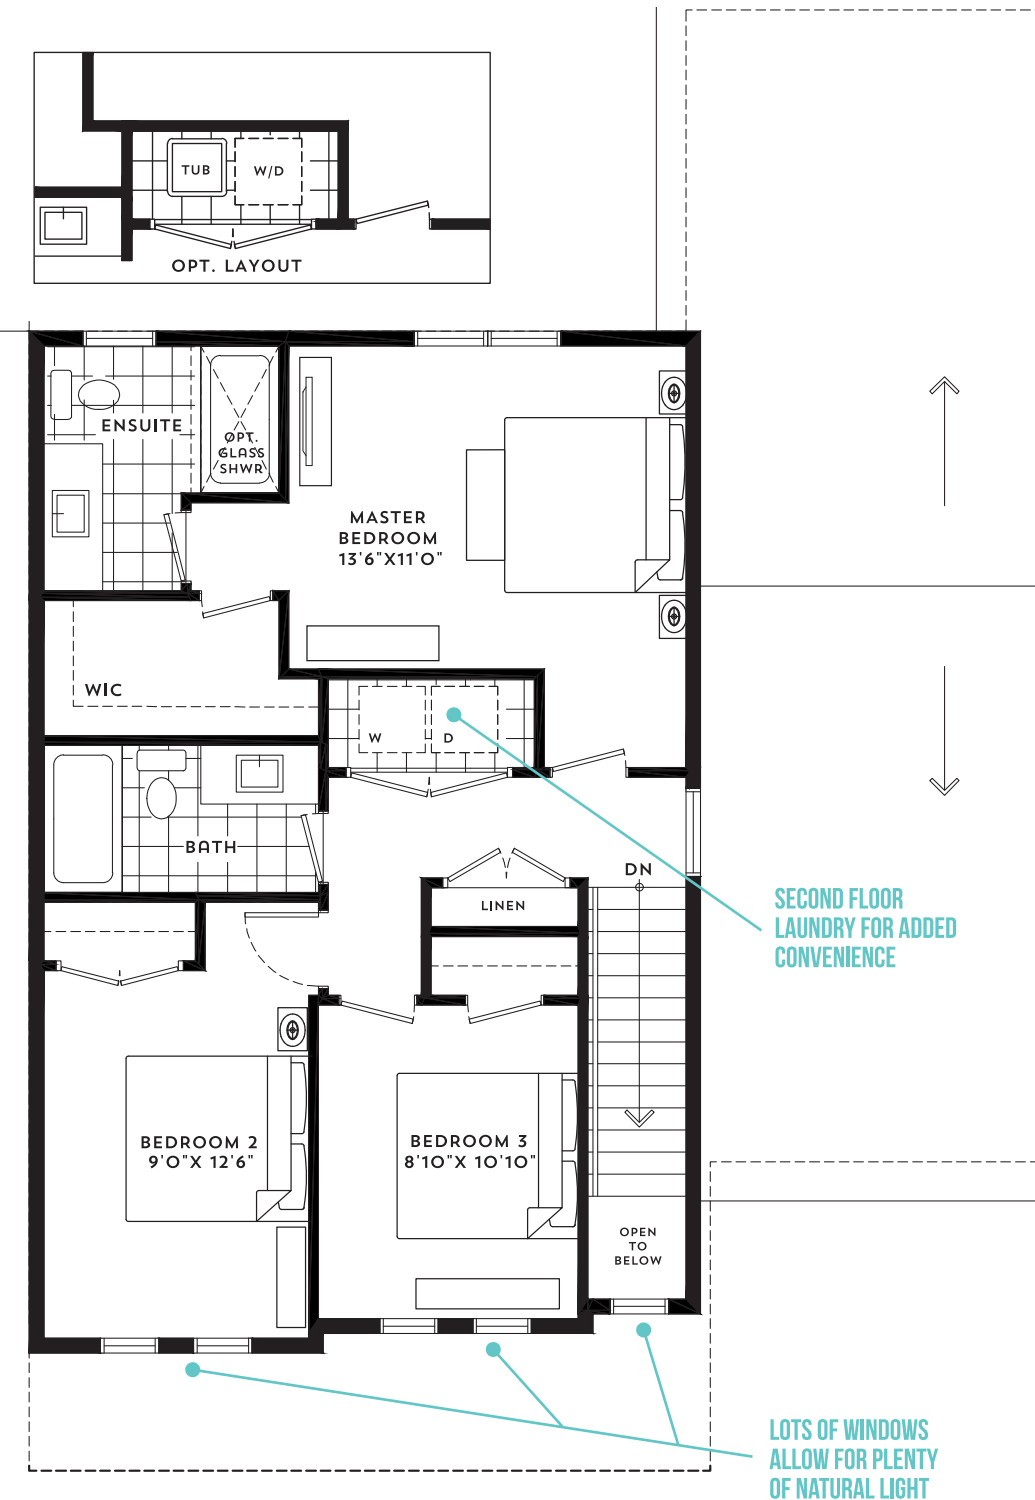 TUB
W/D
OPT. LAYOUT
ENSUITE
OPT.
GLASS
SHWR
MASTER
BEDROOM
13'6"X11'0"
WIC
W
D
BATH
DN
LINEN
SECOND FLOOR
LAUNDRY FOR ADDED
CONVENIENCE
BEDROOM 2
9'0"X 12'6"
BEDROOM 3
8'10"X 10'10"
OPEN
TO
BELOW
LOTS OF WINDOWS
ALLOW FOR PLENTY
OF NATURAL LIGHT